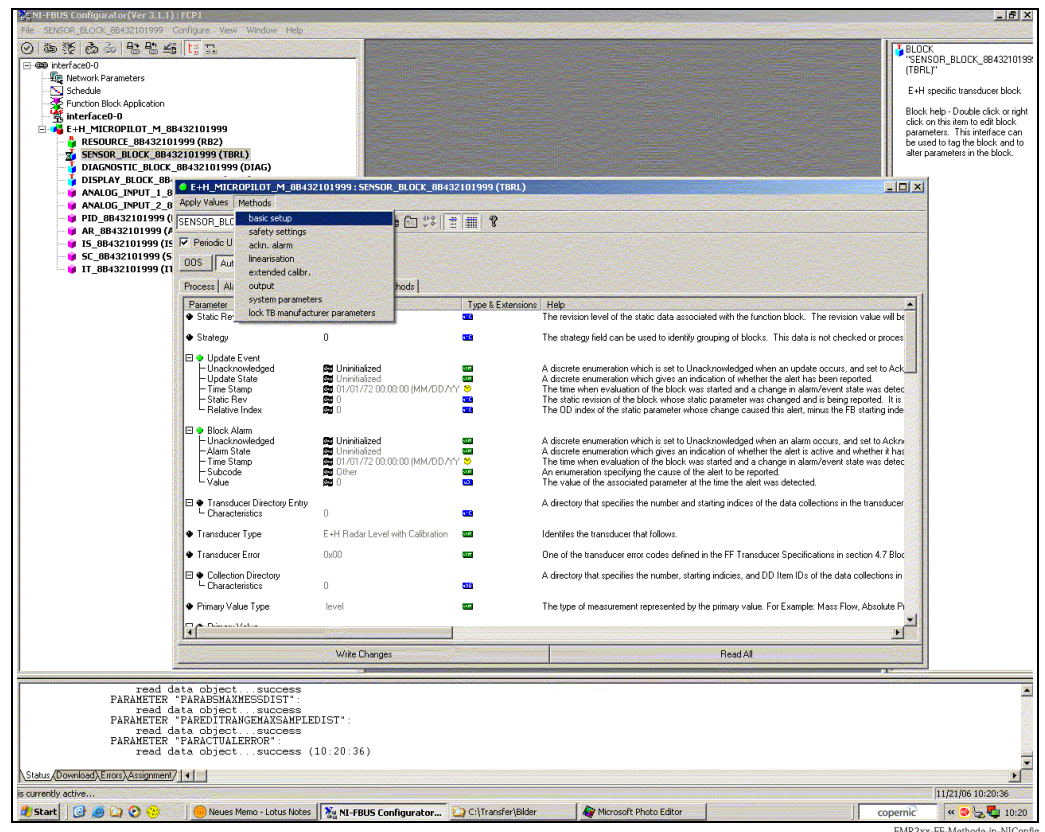 NI-FBUS Configurator(Ver 3.1.1) : FCP1
File SENSOR_BLOCK_8B432101999 Configure View Window Help
interface0-0
Network Parameters
Schedule
Function Block Application
interface0-0
E+H_MICROPILOT_M_8B432101999
RESOURCE_8B432101999 (RB2)
SENSOR_BLOCK_8B432101999 (TBRL)
DIAGNOSTIC_BLOCK_8B432101999 (DIAG)
DISPLAY_BLOCK_8B4
ANALOG_INPUT_1_8
ANALOG_INPUT_2_8
PID_8B432101999 (
AR_8B432101999 (A
IS_8B432101999 (IS
SC_8B432101999 (S
IT_8B432101999 (IT
BLOCK
"SENSOR_BLOCK_8B432101999
(TBRL)"
E+H specific transducer block
Block help - Double click or right
click on this item to edit block
parameters. This interface can
be used to tag the block and to
alter parameters in the block.
E+H_MICROPILOT_M_8B432101999 : SENSOR_BLOCK_8B432101999 (TBRL)
Apply Values Methods
SENSOR_BLO
basic setup
safety settings
ackn. alarm
linearisation
extended calibr.
output
system parameters
lock TB manufacturer parameters
Periodic U
OOS Aut
Process Ala hods
Parameter Type & Extensions Help
Static Re The revision level of the static data associated with the function block. The revision value will be
Strategy 0 The strategy field can be used to identify grouping of blocks. This data is not checked or proces
Update Event
Unacknowledged Uninitialized A discrete enumeration which is set to Unacknowledged when an update occurs, and set to Ack
Update State Uninitialized A discrete enumeration which gives an indication of whether the alert has been reported.
Time Stamp 01/01/72 00:00:00 (MM/DD/YY The time when evaluation of the block was started and a change in alarm/event state was detec
Static Rev 0 The static revision of the block whose static parameter was changed and is being reported. It is
Relative Index 0 The OD index of the static parameter whose change caused this alert, minus the FB starting inde
Block Alarm
Unacknowledged Uninitialized A discrete enumeration which is set to Unacknowledged when an alarm occurs, and set to Ackn
Alarm State Uninitialized A discrete enumeration which gives an indication of whether the alert is active and whether it has
Time Stamp 01/01/72 00:00:00 (MM/DD/YY The time when evaluation of the block was started and a change in alarm/event state was detec
Subcode Other An enumeration specifying the cause of the alert to be reported.
Value 0 The value of the associated parameter at the time the alert was detected.
Transducer Directory Entry A directory that specifies the number and starting indices of the data collections in the transducer
Characteristics 0
Transducer Type E+H Radar Level with Calibration Identifies the transducer that follows.
Transducer Error 0x00 One of the transducer error codes defined in the FF Transducer Specifications in section 4.7 Bloc
Collection Directory A directory that specifies the number, starting indicies, and DD Item IDs of the data collections in
Characteristics 0
Primary Value Type level The type of measurement represented by the primary value. For Example: Mass Flow, Absolute Pr
Primary Value
Write Changes Read All
read data object...success
PARAMETER "PARABSMAXMESSDIST":
read data object...success
PARAMETER "PAREDITRANGEMAXSAMPLEDIST":
read data object...success
PARAMETER "PARACTUALERROR":
read data object...success (10:20:36)
Status Download Errors Assignment
is currently active... 11/21/06 10:20:36
Start Neues Memo - Lotus Notes NI-FBUS Configurator... C:\Transfer\Bilder Microsoft Photo Editor copernic 10:20
FMR2xx-FF-Methode-in-NIConfig